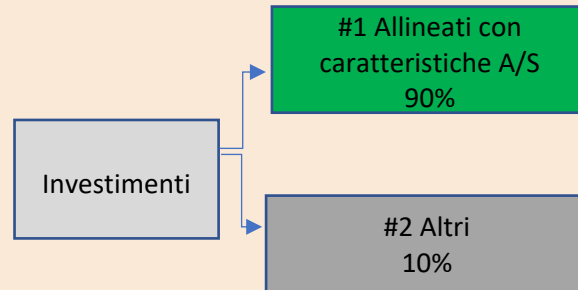 #1 Allineati con
caratteristiche A/S
90%
Investimenti
#2 Altri
10%